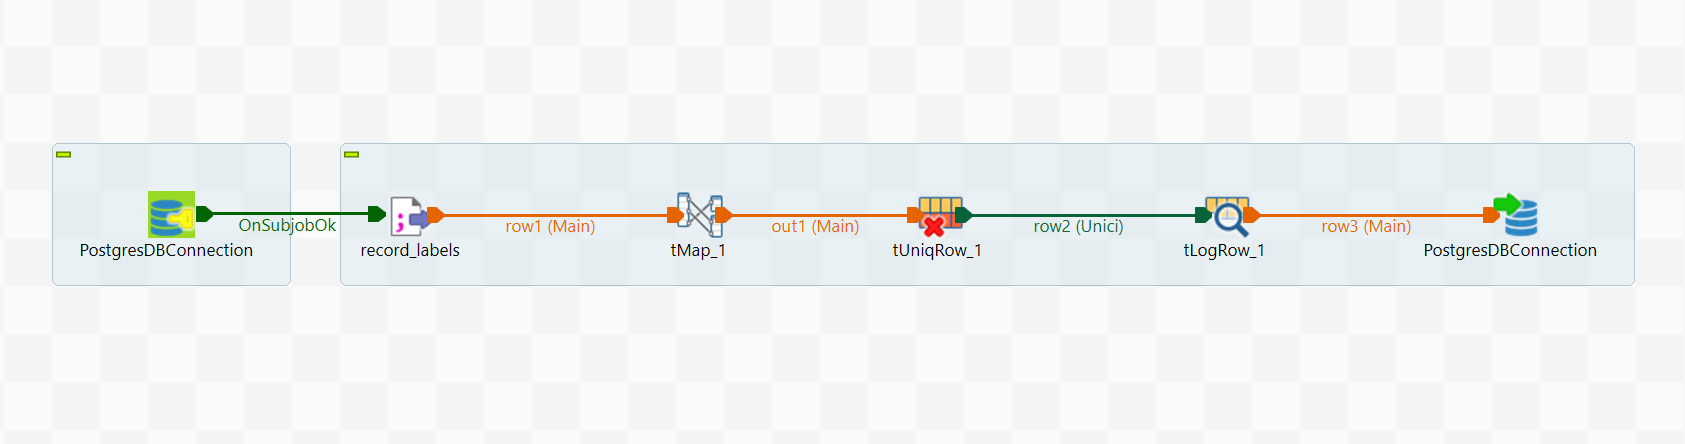 OnSubjobOk
row1 (Main)
out1 (Main)
row2 (Unici)
row3 (Main)
PostgresDBConnection
record_labels
tMap_1
tUniqRow_1
tLogRow_1
PostgresDBConnection